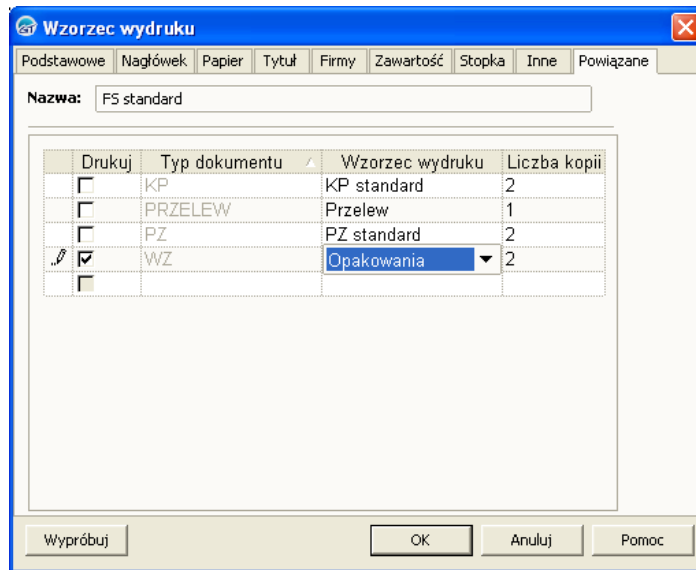 Wzorzec wydruku
Podstawowe Nagłówek Papier Tytuł Firmy Zawartość Stopka Inne Powiązane
Nazwa: FS standard
Drukuj Typ dokumentu Wzorzec wydruku Liczba kopii
KP KP standard 2
PRZELEW Przelew 1
PZ PZ standard 2
WZ Opakowania 2
Wypróbuj OK Anuluj Pomoc